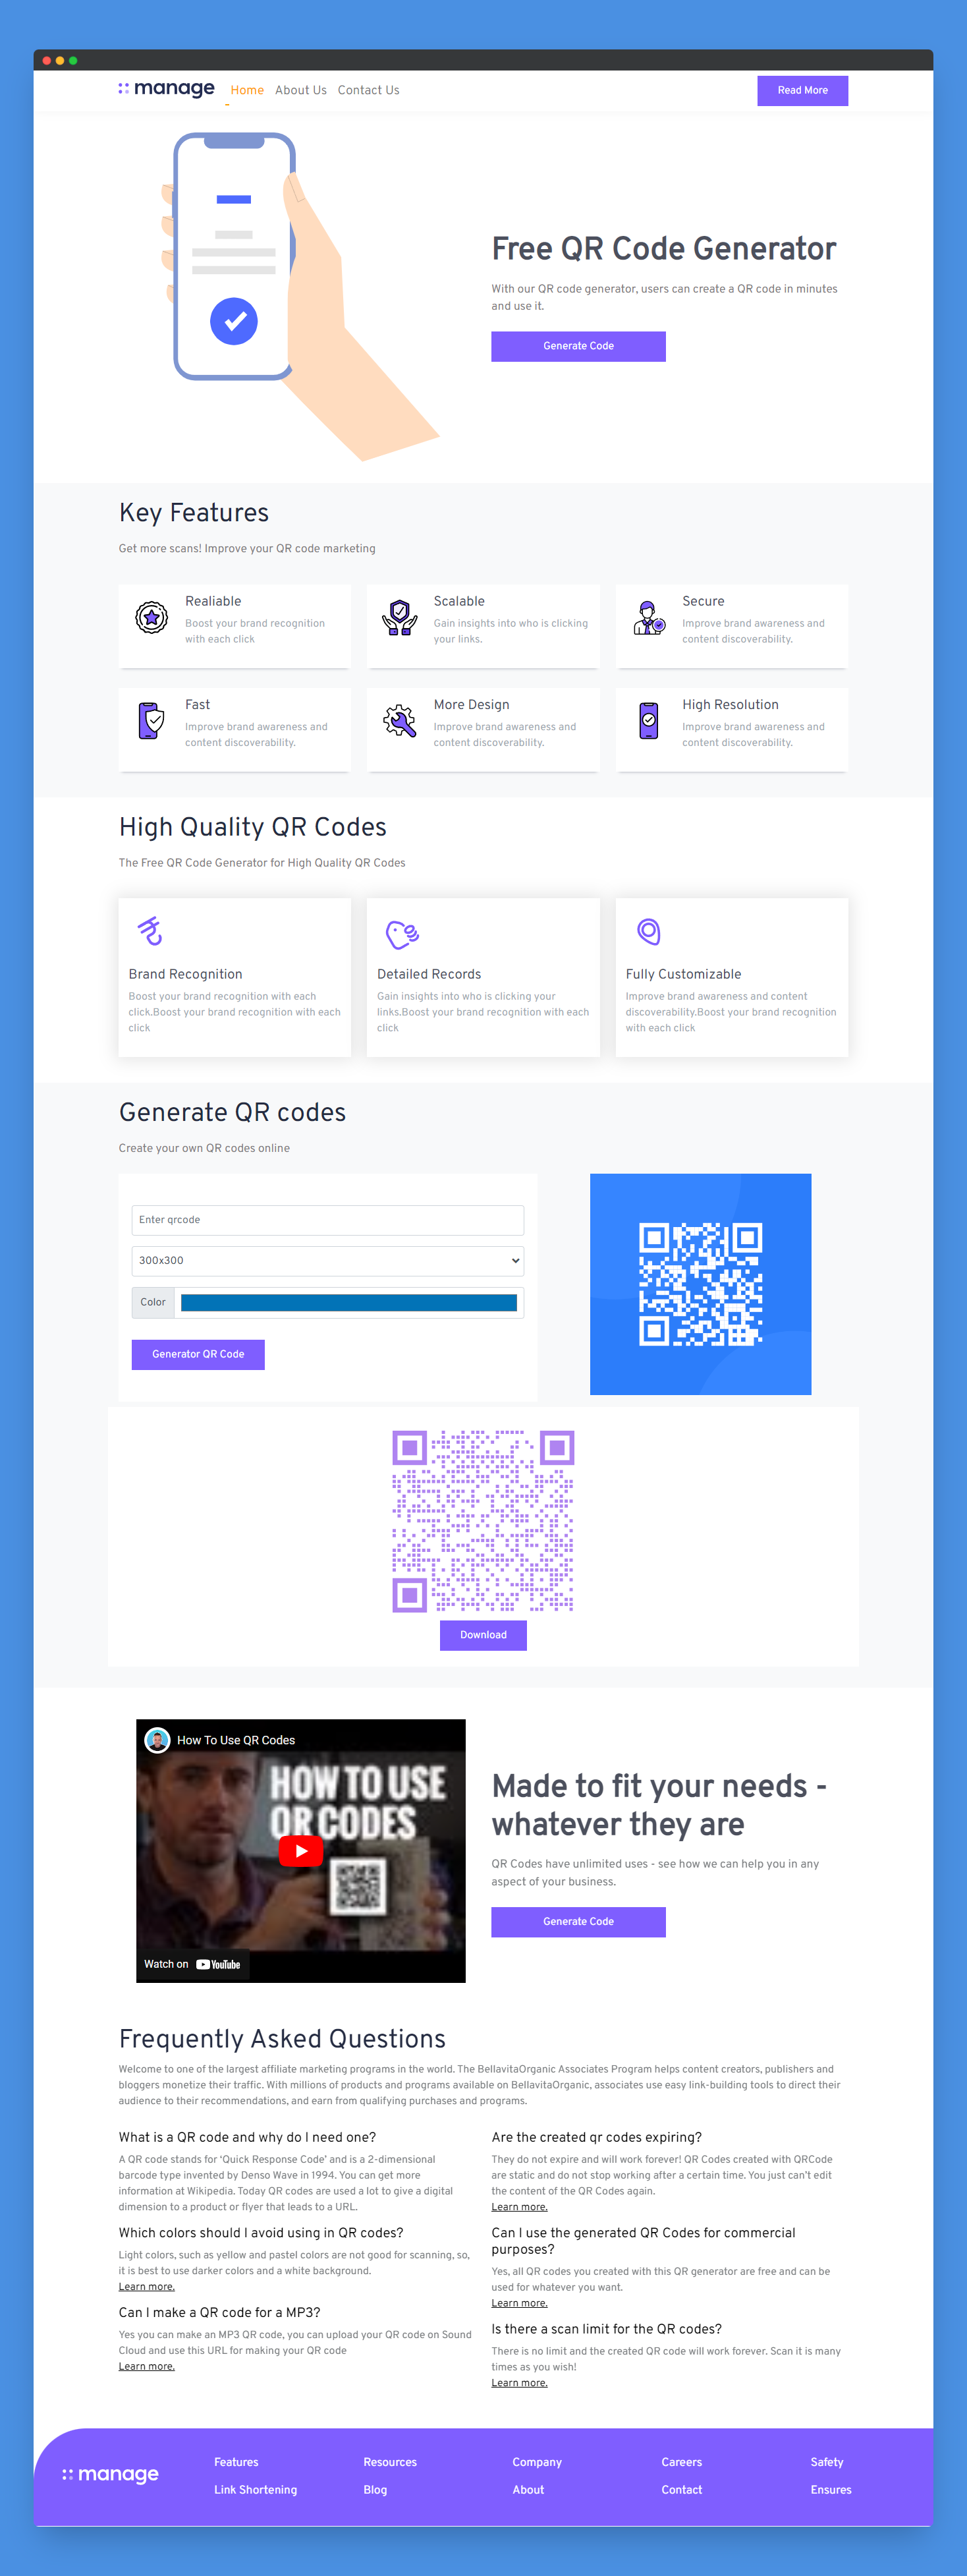 manage
Home
About Us
Contact Us
Read More
Free QR Code Generator
With our QR code generator, users can create a QR code in minutes
and use it.
Generate Code
Key Features
Get more scans! Improve your QR code marketing
Realiable
Boost your brand recognition
with each click
Scalable
Gain insights into who is clicking
your links.
Secure
Improve brand awareness and
content discoverability.
Fast
Improve brand awareness and
content discoverability.
More Design
Improve brand awareness and
content discoverability.
High Resolution
Improve brand awareness and
content discoverability.
High Quality QR Codes
The Free QR Code Generator for High Quality QR Codes
Brand Recognition
Boost your brand recognition with each
click.Boost your brand recognition with each
click
Detailed Records
Gain insights into who is clicking your
links.Boost your brand recognition with each
click
Fully Customizable
Improve brand awareness and content
discoverability.Boost your brand recognition
with each click
Generate QR codes
Create your own QR codes online
Enter qrcode
300x300
Color
Generator QR Code
Download
How To Use QR Codes
HOW TO USE
QR CODES
Watch on YouTube
Made to fit your needs -
whatever they are
QR Codes have unlimited uses - see how we can help you in any
aspect of your business.
Generate Code
Frequently Asked Questions
Welcome to one of the largest affiliate marketing programs in the world. The BellavitaOrganic Associates Program helps content creators, publishers and
bloggers monetize their traffic. With millions of products and programs available on BellavitaOrganic, associates use easy link-building tools to direct their
audience to their recommendations, and earn from qualifying purchases and programs.
What is a QR code and why do I need one?
A QR code stands for ‘Quick Response Code’ and is a 2-dimensional
barcode type invented by Denso Wave in 1994. You can get more
information at Wikipedia. Today QR codes are used a lot to give a digital
dimension to a product or flyer that leads to a URL.
Which colors should I avoid using in QR codes?
Light colors, such as yellow and pastel colors are not good for scanning, so,
it is best to use darker colors and a white background.
Learn more.
Can I make a QR code for a MP3?
Yes you can make an MP3 QR code, you can upload your QR code on Sound
Cloud and use this URL for making your QR code
Learn more.
Are the created qr codes expiring?
They do not expire and will work forever! QR Codes created with QRCode
are static and do not stop working after a certain time. You just can't edit
the content of the QR Codes again.
Learn more.
Can I use the generated QR Codes for commercial
purposes?
Yes, all QR codes you created with this QR generator are free and can be
used for whatever you want.
Learn more.
Is there a scan limit for the QR codes?
There is no limit and the created QR code will work forever. Scan it is many
times as you wish!
Learn more.
manage
Features
Resources
Company
Careers
Safety
Link Shortening
Blog
About
Contact
Ensures